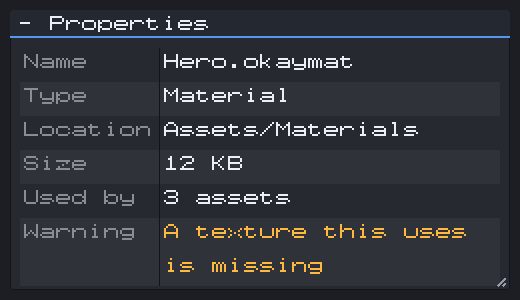 - Properties
Name Hero.okaymat
Type Material
Location Assets/Materials
Size 12 KB
Used by 3 assets
Warning A texture this uses
is missing